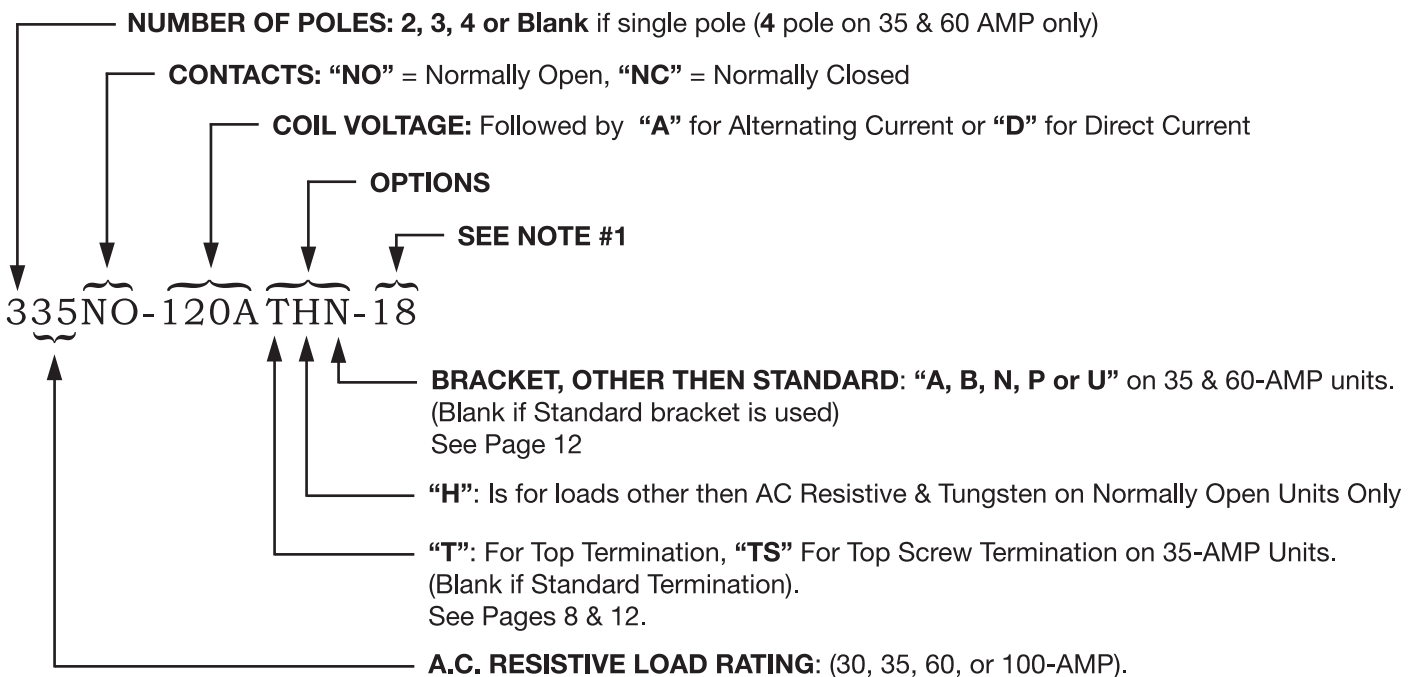 NUMBER OF POLES: 2, 3, 4 or Blank if single pole (4 pole on 35 & 60 AMP only)
CONTACTS: “NO” = Normally Open, “NC” = Normally Closed
COIL VOLTAGE: Followed by “A” for Alternating Current or “D” for Direct Current
OPTIONS
SEE NOTE #1
335NO-120ATHN-18
BRACKET, OTHER THEN STANDARD: “A, B, N, P or U” on 35 & 60-AMP units.
(Blank if Standard bracket is used)
See Page 12
“H”: Is for loads other then AC Resistive & Tungsten on Normally Open Units Only
“T”: For Top Termination, “TS” For Top Screw Termination on 35-AMP Units.
(Blank if Standard Termination).
See Pages 8 & 12.
A.C. RESISTIVE LOAD RATING: (30, 35, 60, or 100-AMP).